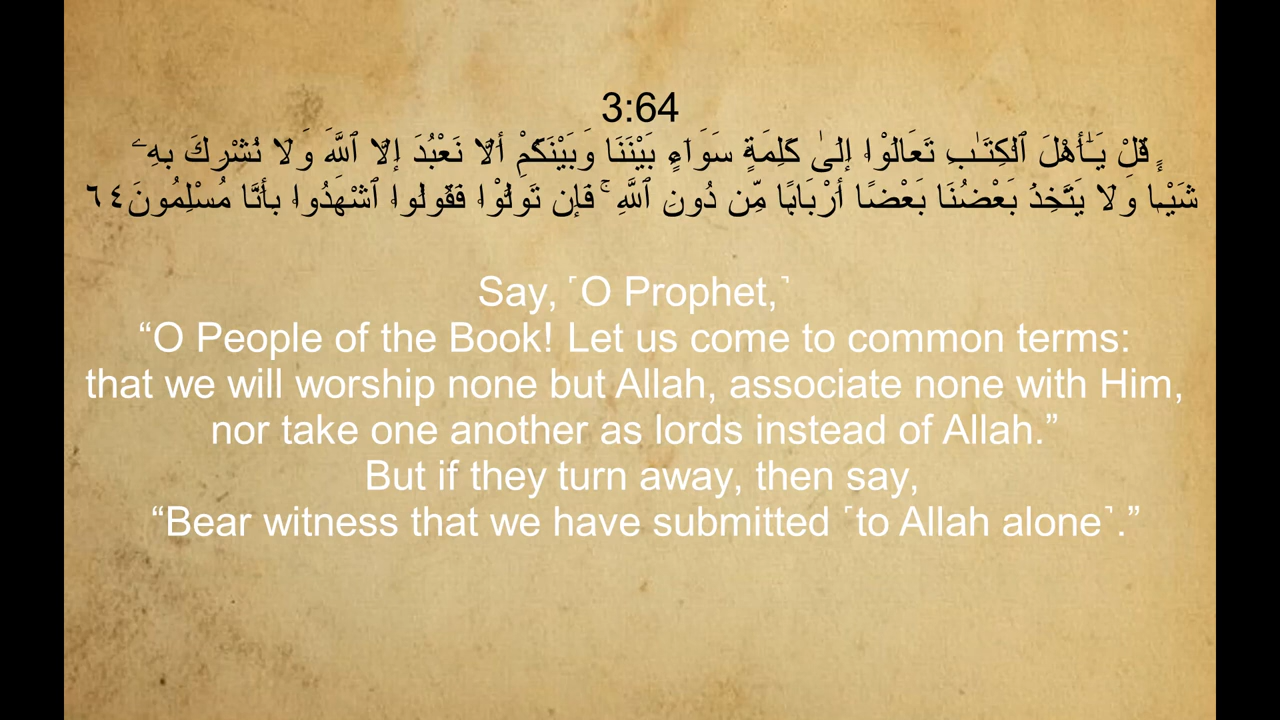 3:64
قُلْ يَـٰٓأَهْلَ ٱلْكِتَـٰبِ تَعَالَوْا۟ إِلَىٰ كَلِمَةٍۢ سَوَآءٍۭ بَيْنَنَا وَبَيْنَكُمْ أَلَّا نَعْبُدَ إِلَّا ٱللَّهَ وَلَا نُشْرِكَ بِهِۦ
شَيْـًٔا وَلَا يَتَّخِذَ بَعْضُنَا بَعْضًا أَرْبَابًۭا مِّن دُونِ ٱللَّهِ ۚ فَإِن تَوَلَّوْا۟ فَقُولُوا۟ ٱشْهَدُوا۟ بِأَنَّا مُسْلِمُونَ ٦٤
Say, ˹O Prophet,˺
“O People of the Book! Let us come to common terms:
that we will worship none but Allah, associate none with Him,
nor take one another as lords instead of Allah.”
But if they turn away, then say,
“Bear witness that we have submitted ˹to Allah alone˺.”